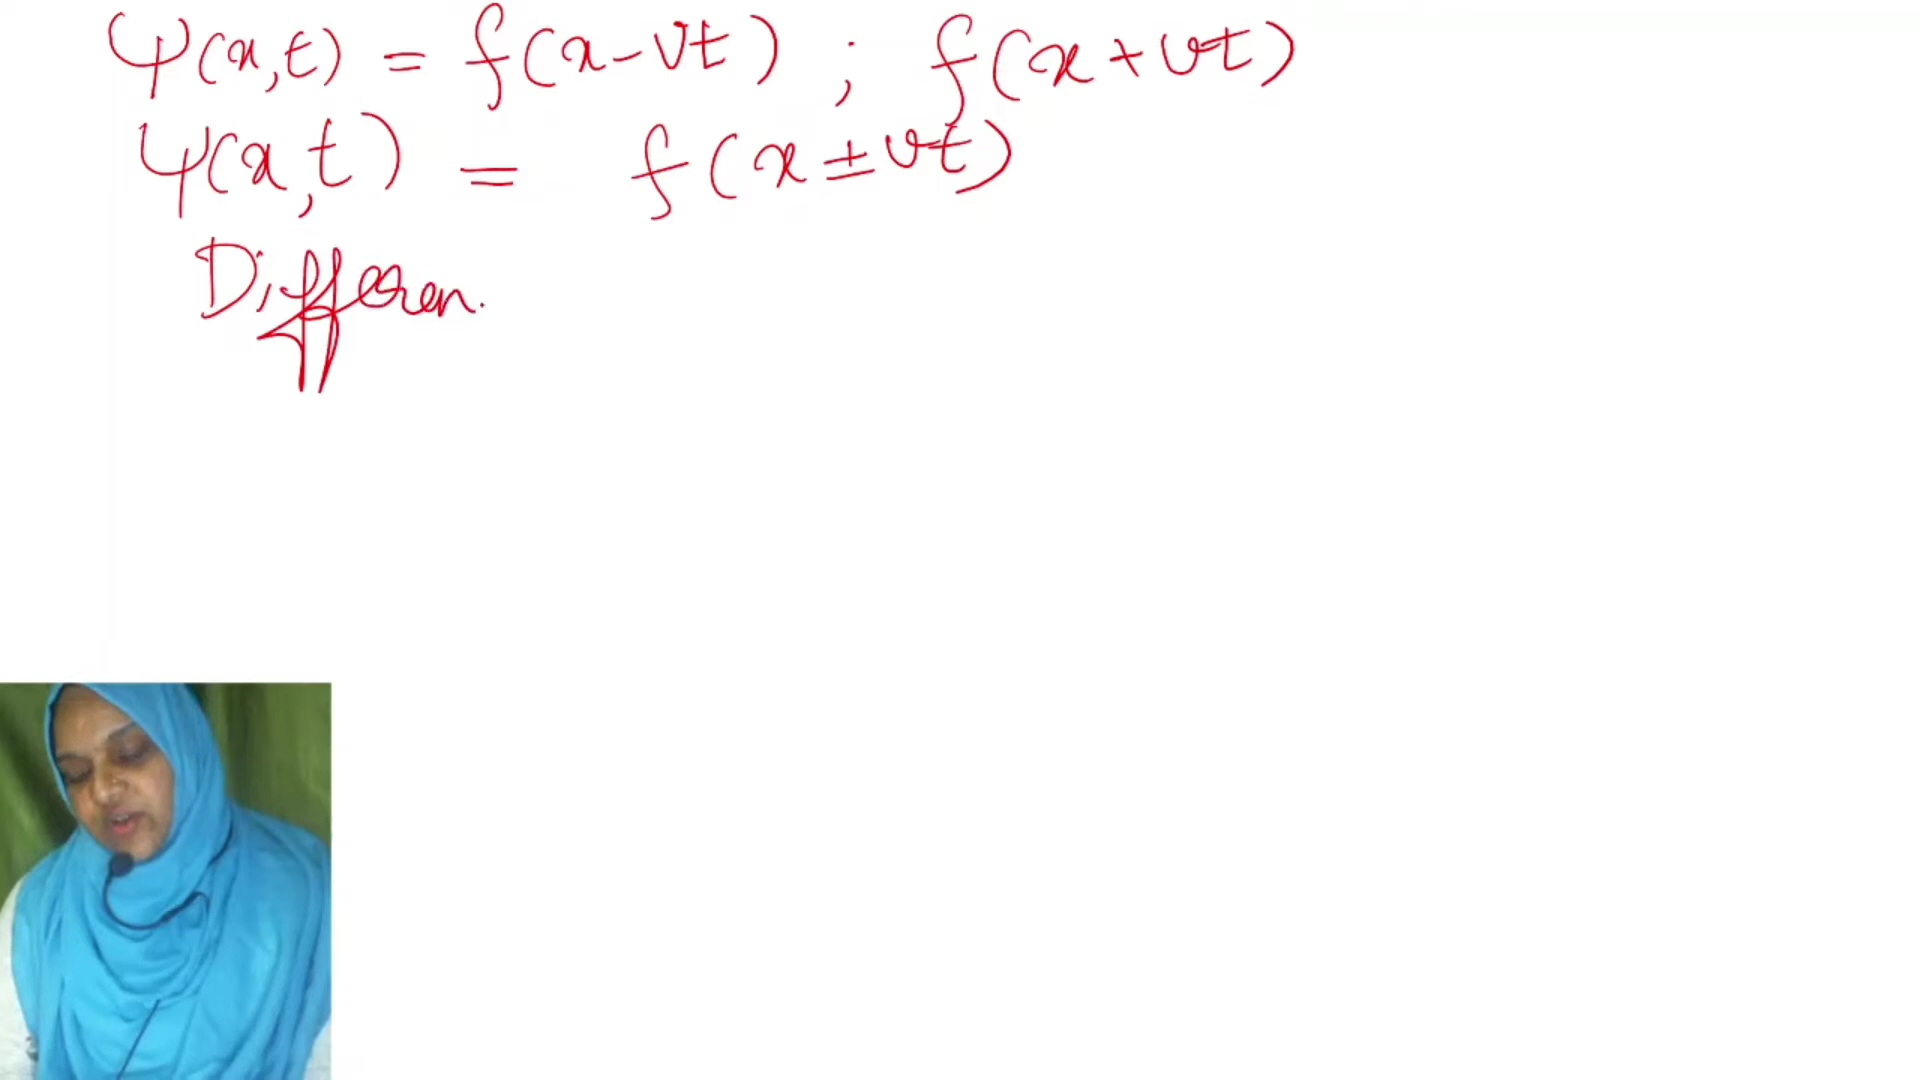 ψ(x,t) = f(x-vt) ; f(x+vt)
ψ(x,t) = f(x±vt)
Differen.